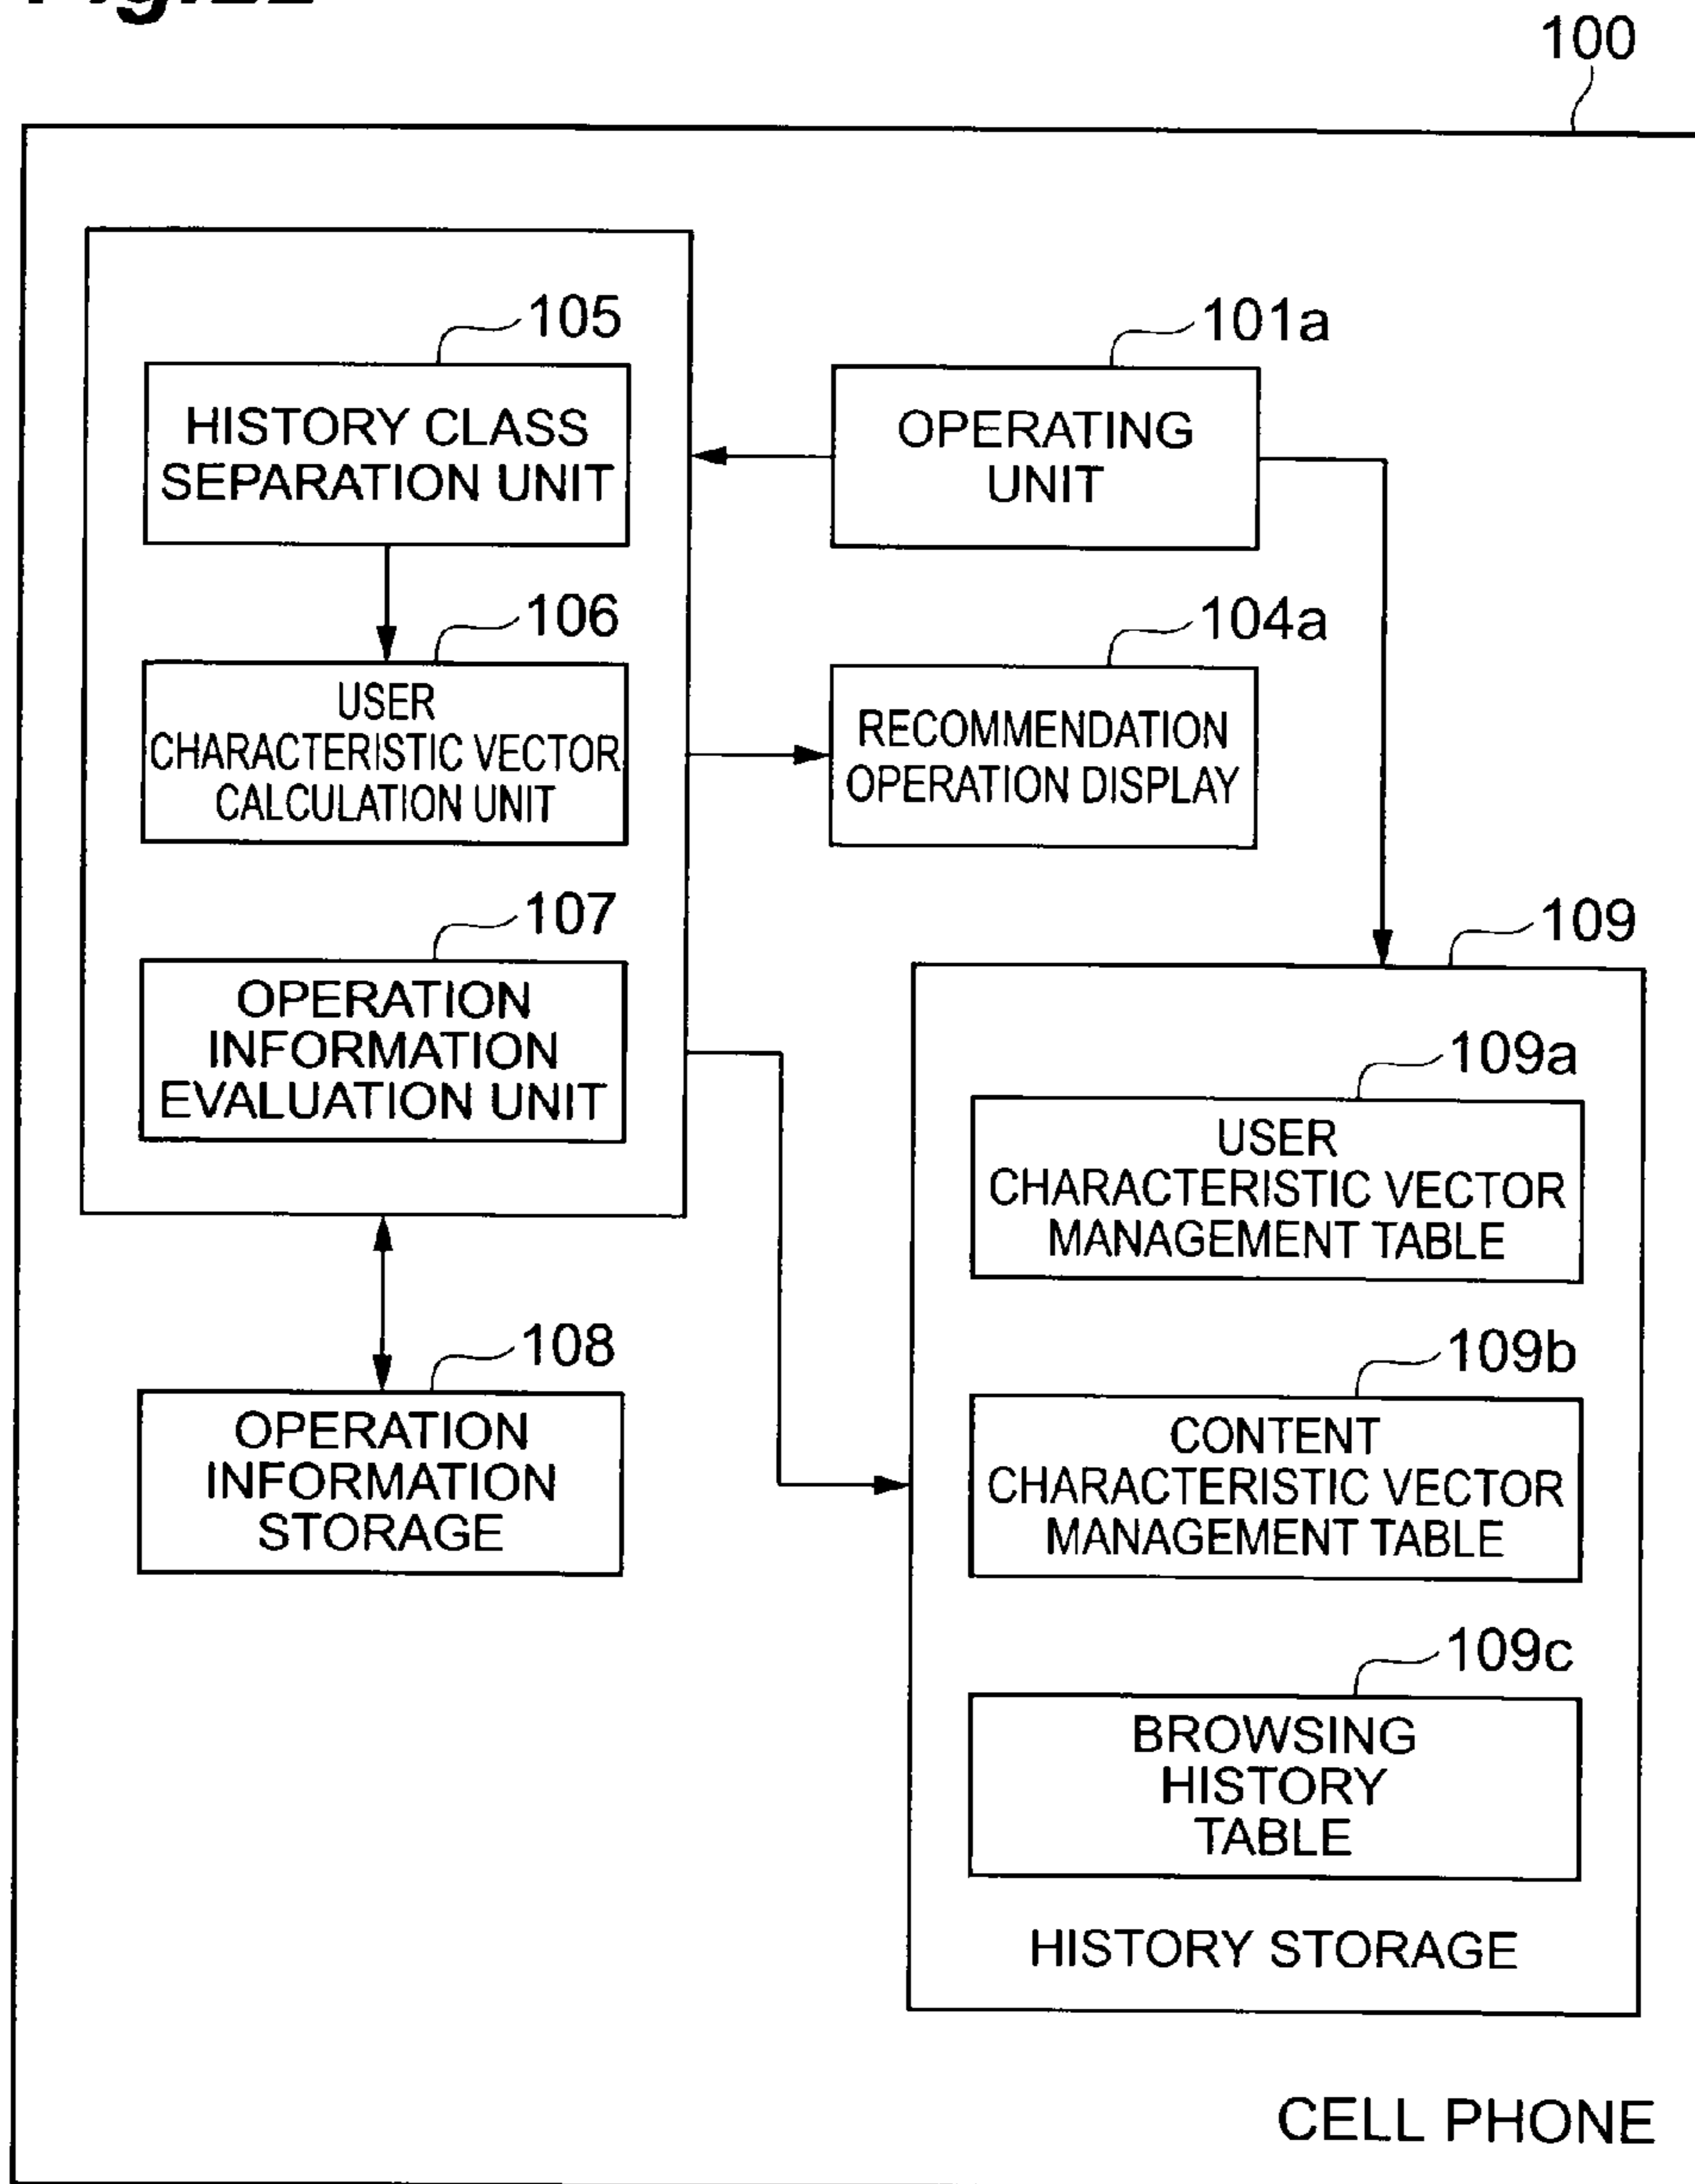 100
105
HISTORY CLASS
SEPARATION UNIT
101a
OPERATING
UNIT
106
USER
CHARACTERISTIC VECTOR
CALCULATION UNIT
104a
RECOMMENDATION
OPERATION DISPLAY
107
OPERATION
INFORMATION
EVALUATION UNIT
109
109a
USER
CHARACTERISTIC VECTOR
MANAGEMENT TABLE
108
OPERATION
INFORMATION
STORAGE
109b
CONTENT
CHARACTERISTIC VECTOR
MANAGEMENT TABLE
109c
BROWSING
HISTORY
TABLE
HISTORY STORAGE
CELL PHONE